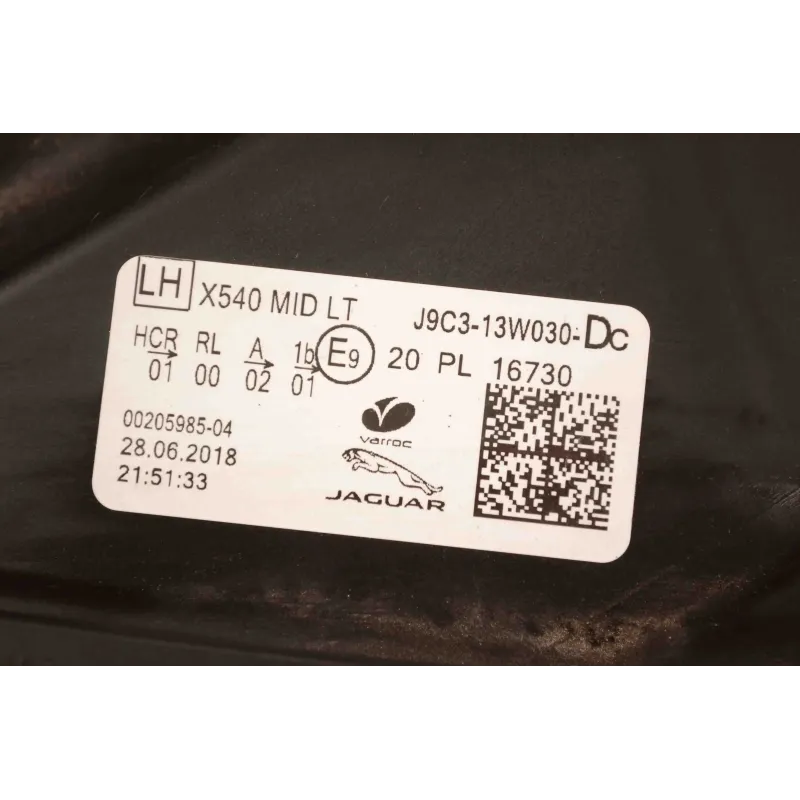 LH X540 MID LT J9C3-13W030-Dc
HCR RL A 1b E9 20 PL 16730
01 00 02 01
00205985-04
28.06.2018
21:51:33
varroc
JAGUAR